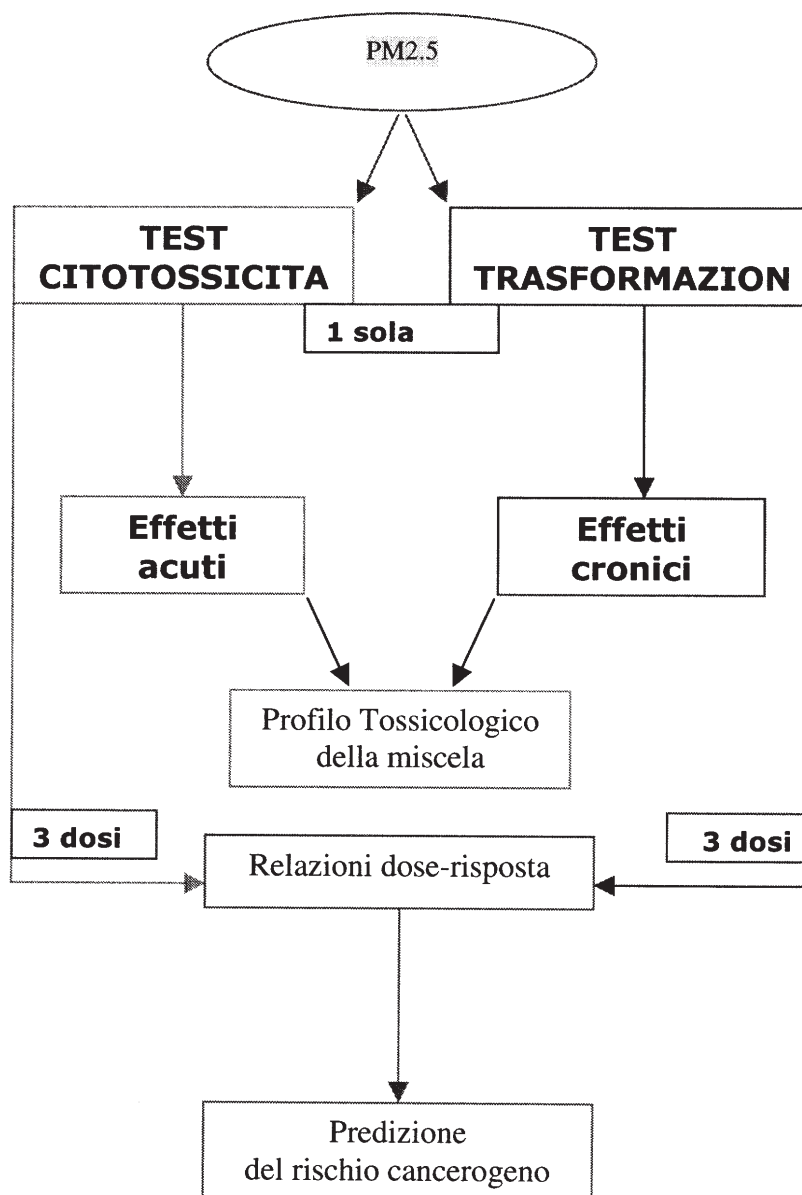 PM2.5
TEST
CITOTOSSICITA
TEST
TRASFORMAZION
1 sola
Effetti
acuti
Effetti
cronici
Profilo Tossicologico
della miscela
3 dosi
Relazioni dose-risposta
3 dosi
Predizione
del rischio cancerogeno